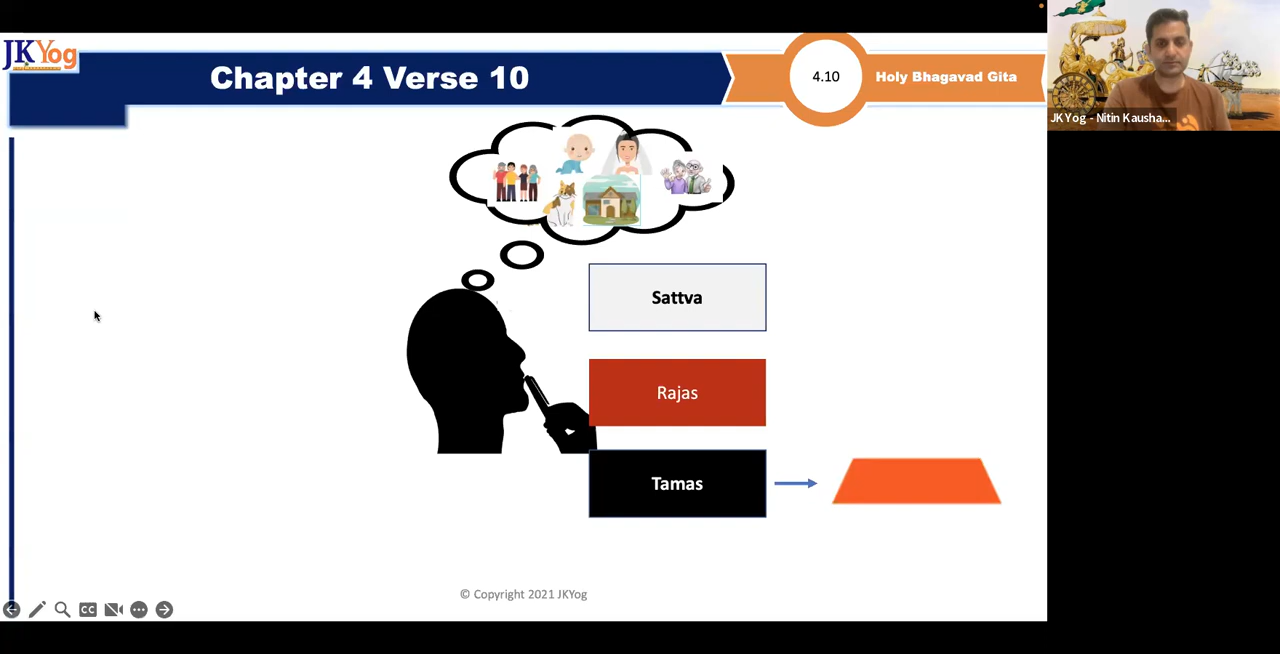 JKYog
Chapter 4 Verse 10
4.10
Holy Bhagavad Gita
JKYog - Nitin Kausha...
Sattva
Rajas
Tamas
© Copyright 2021 JKYog
CC